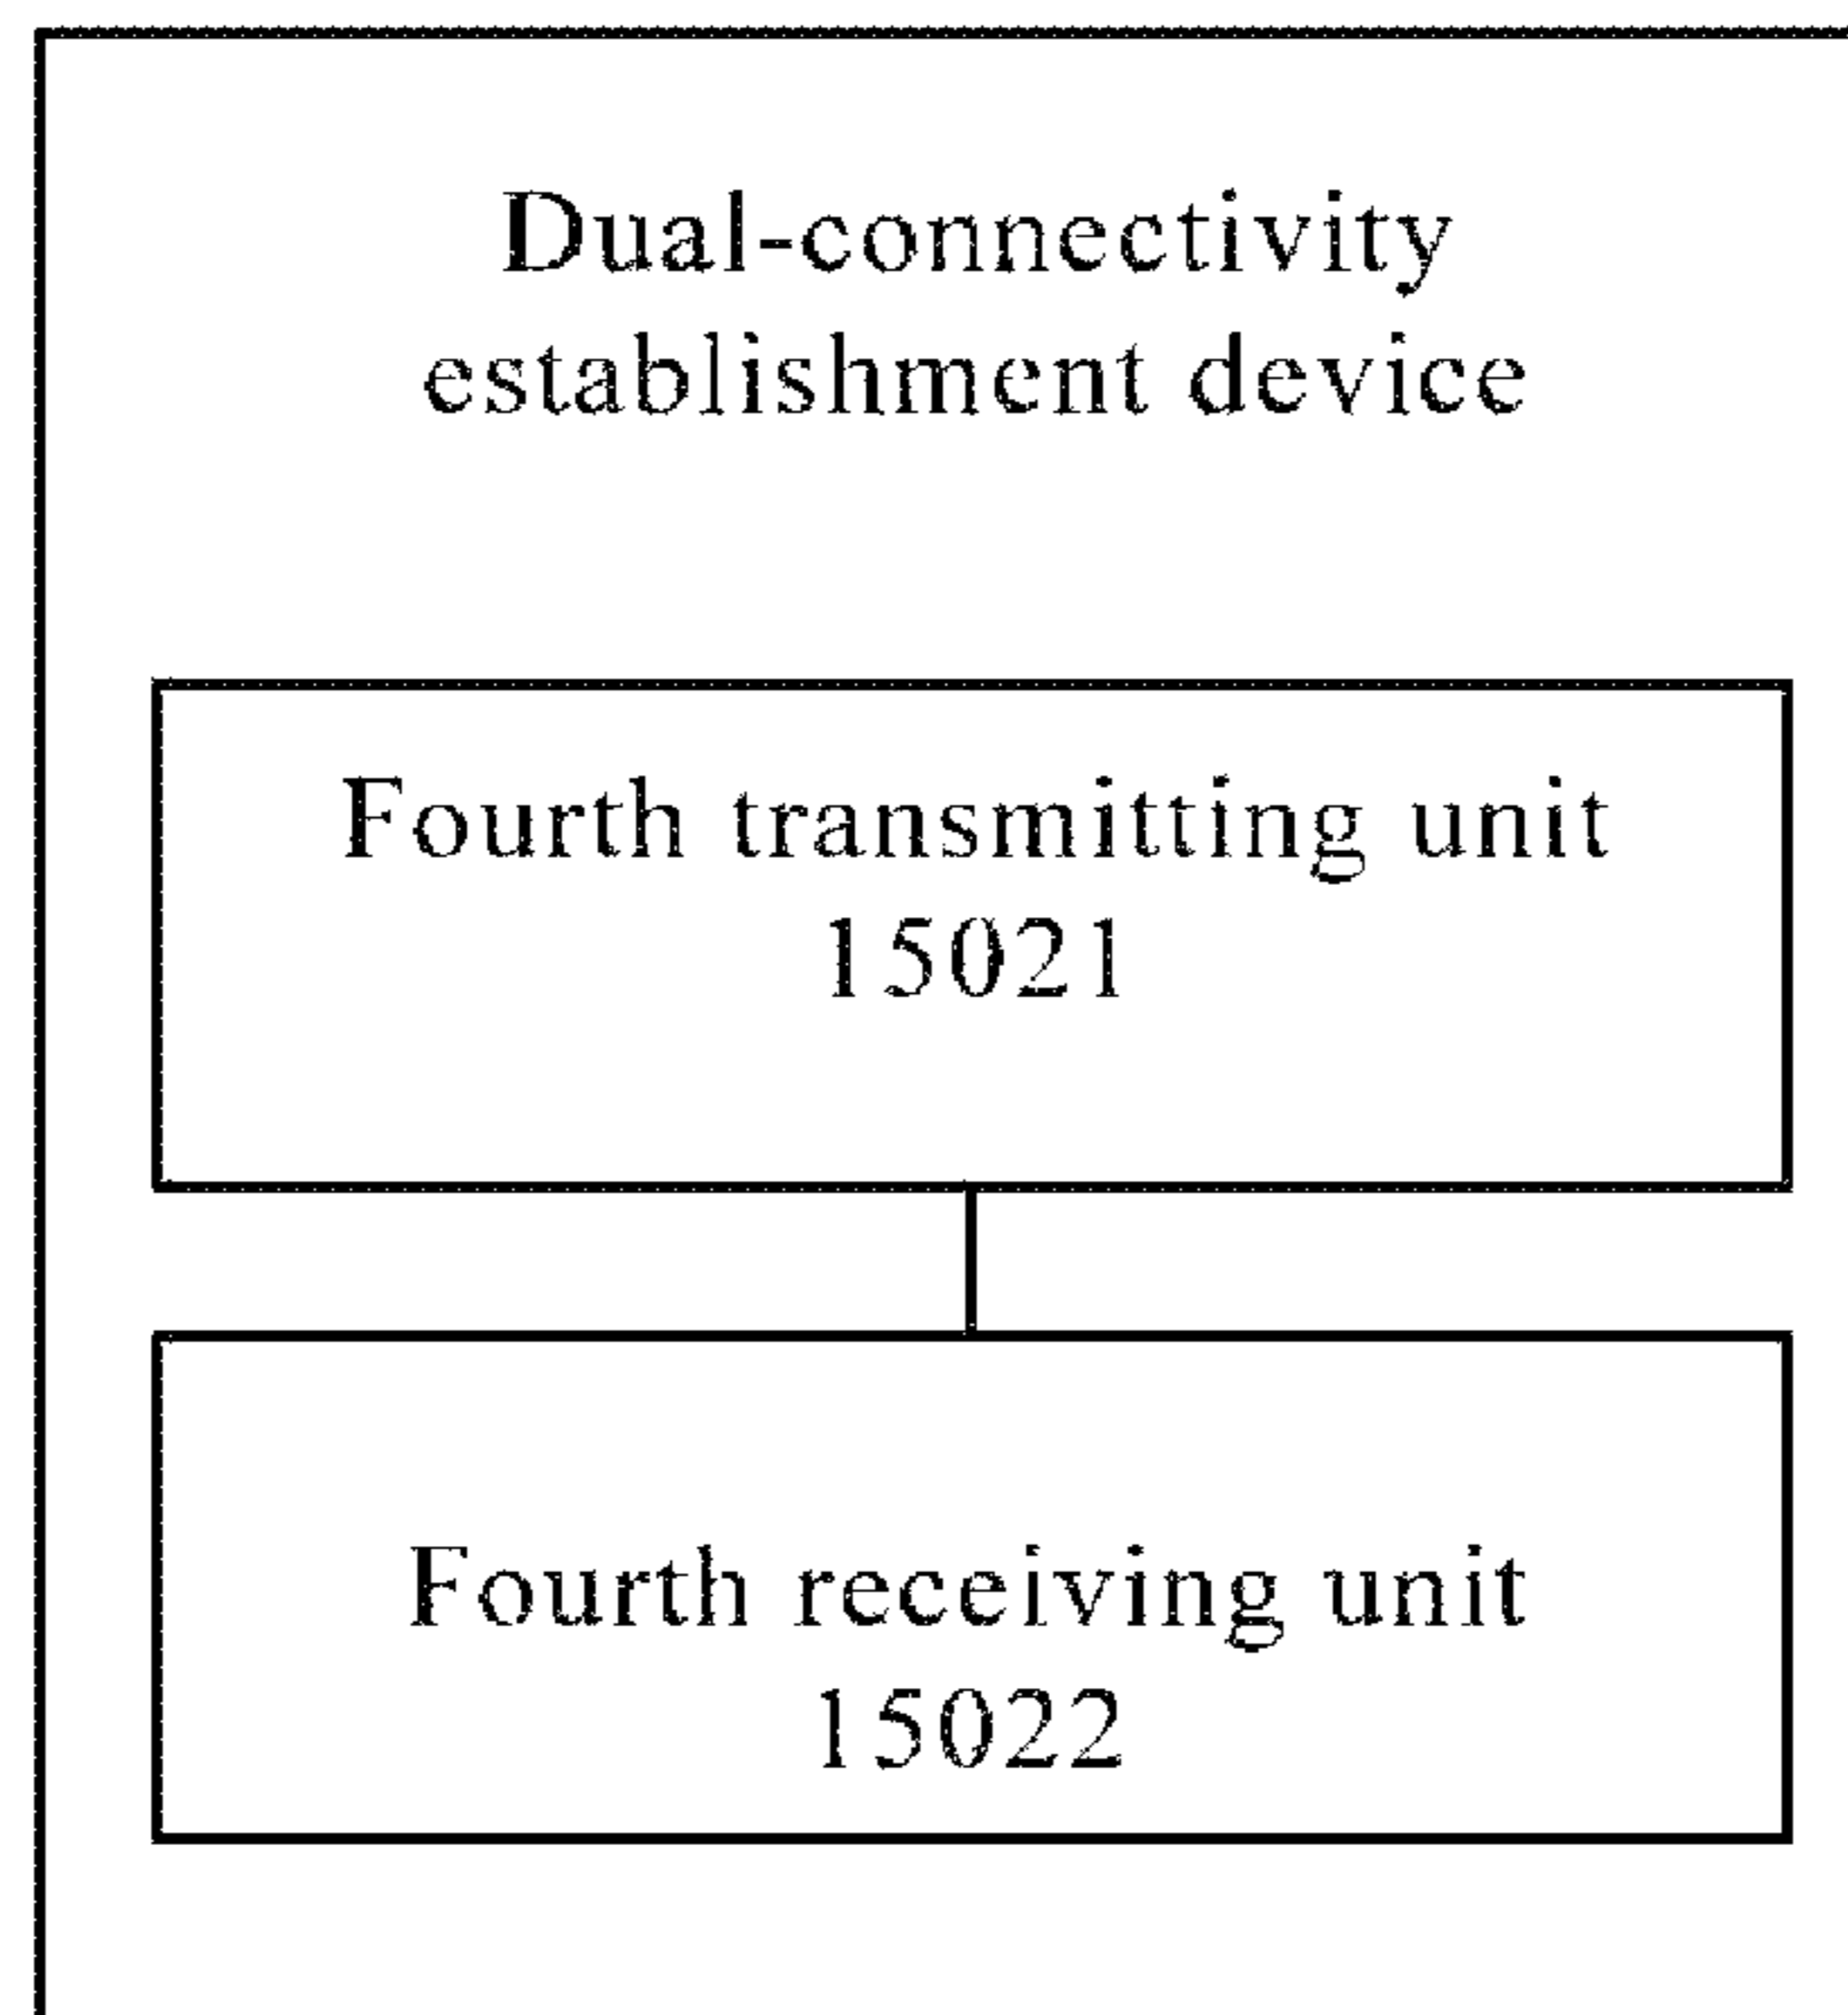 Dual-connectivity
establishment device
Fourth transmitting unit
15021
Fourth receiving unit
15022